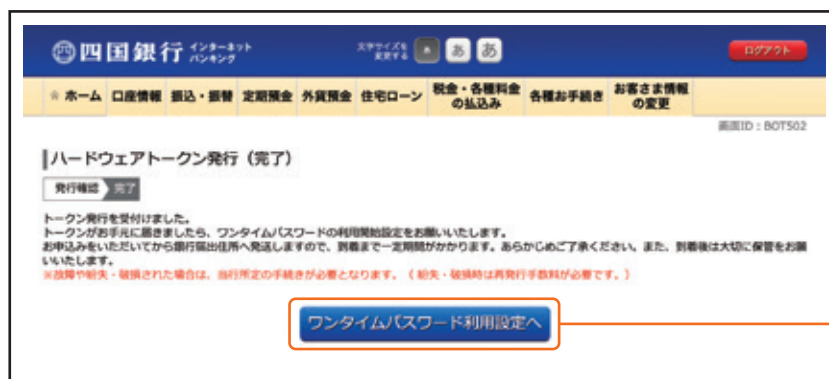 四国銀行 インターネットバンキング 文字サイズを変更する あ あ あ ログアウト
ホーム 口座情報 振込・振替 定期預金 外貨預金 住宅ローン 税金・各種料金の払込み 各種お手続き お客さま情報の変更
画面ID：BOT502
ハードウェアトークン発行（完了）
発行確認 完了
トークン発行を受付けました。
トークンがお手元に届きましたら、ワンタイムパスワードの利用開始設定をお願いいたします。
お申込みをいただいてから銀行届出住所へ発送しますので、到着まで一定期間がかかります。あらかじめご了承ください。また、到着後は大切に保管をお願
いいたします。
※故障や紛失・破損された場合は、当行所定の手続きが必要となります。（紛失・破損時は再発行手数料が必要です。）
ワンタイムパスワード利用設定へ